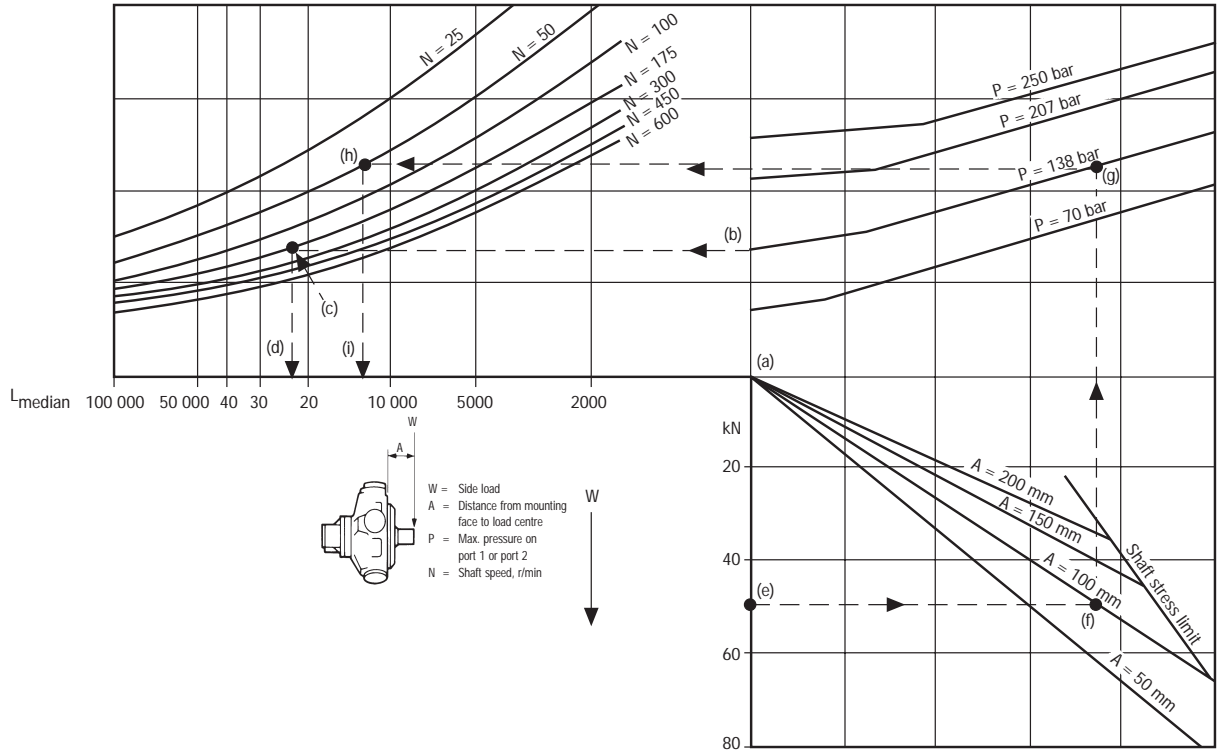 N = 25
N = 50
N = 100
N = 175
N = 300
N = 450
N = 600
P = 250 bar
P = 207 bar
P = 138 bar
P = 70 bar
(h)
(g)
(b)
(c)
(d)
(i)
(a)
Lmedian
100 000
50 000
40
30
20
10 000
5000
2000
kN
20
40
60
80
W
A
W = Side load
A = Distance from mounting
face to load centre
P = Max. pressure on
port 1 or port 2
N = Shaft speed, r/min
W
A = 200 mm
A = 150 mm
A = 100 mm
A = 50 mm
Shaft stress limit
(e)
(f)